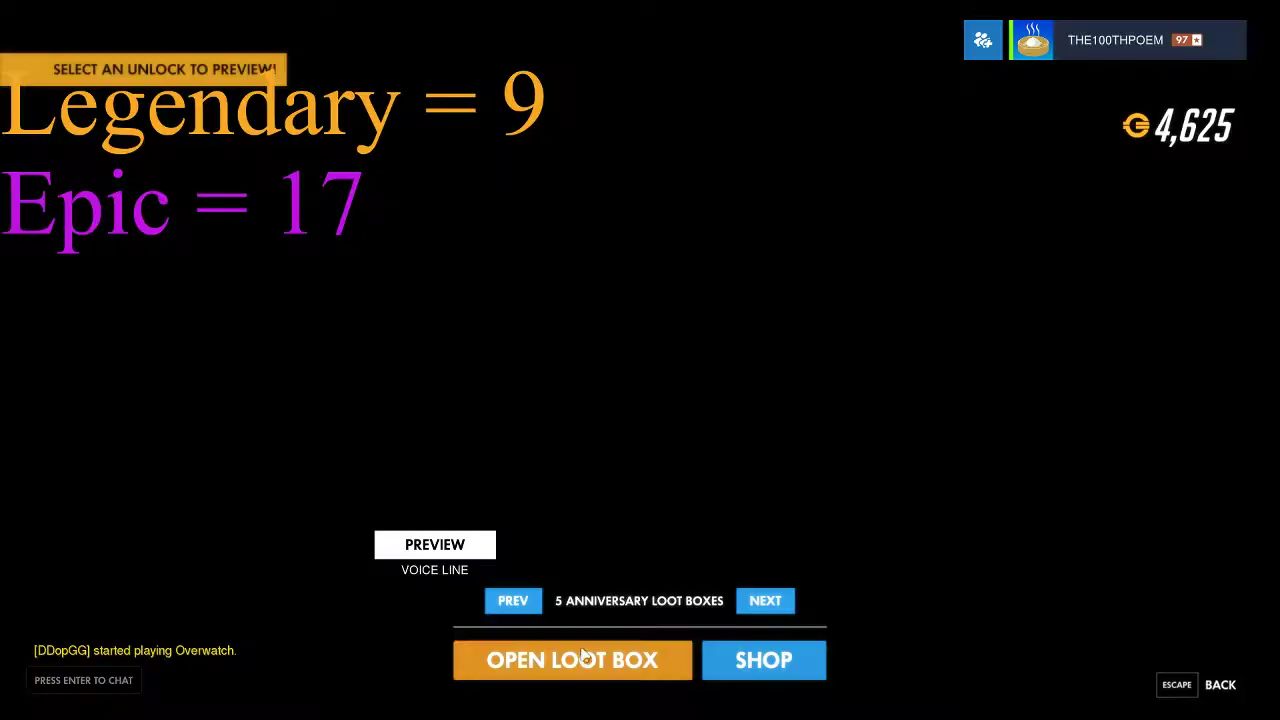 THE100THPOEM 97
SELECT AN UNLOCK TO PREVIEW!
Legendary = 9
4,625
Epic = 17
PREVIEW
VOICE LINE
PREV 5 ANNIVERSARY LOOT BOXES NEXT
[DDopGG] started playing Overwatch.
OPEN LOOT BOX SHOP
PRESS ENTER TO CHAT
ESCAPE BACK